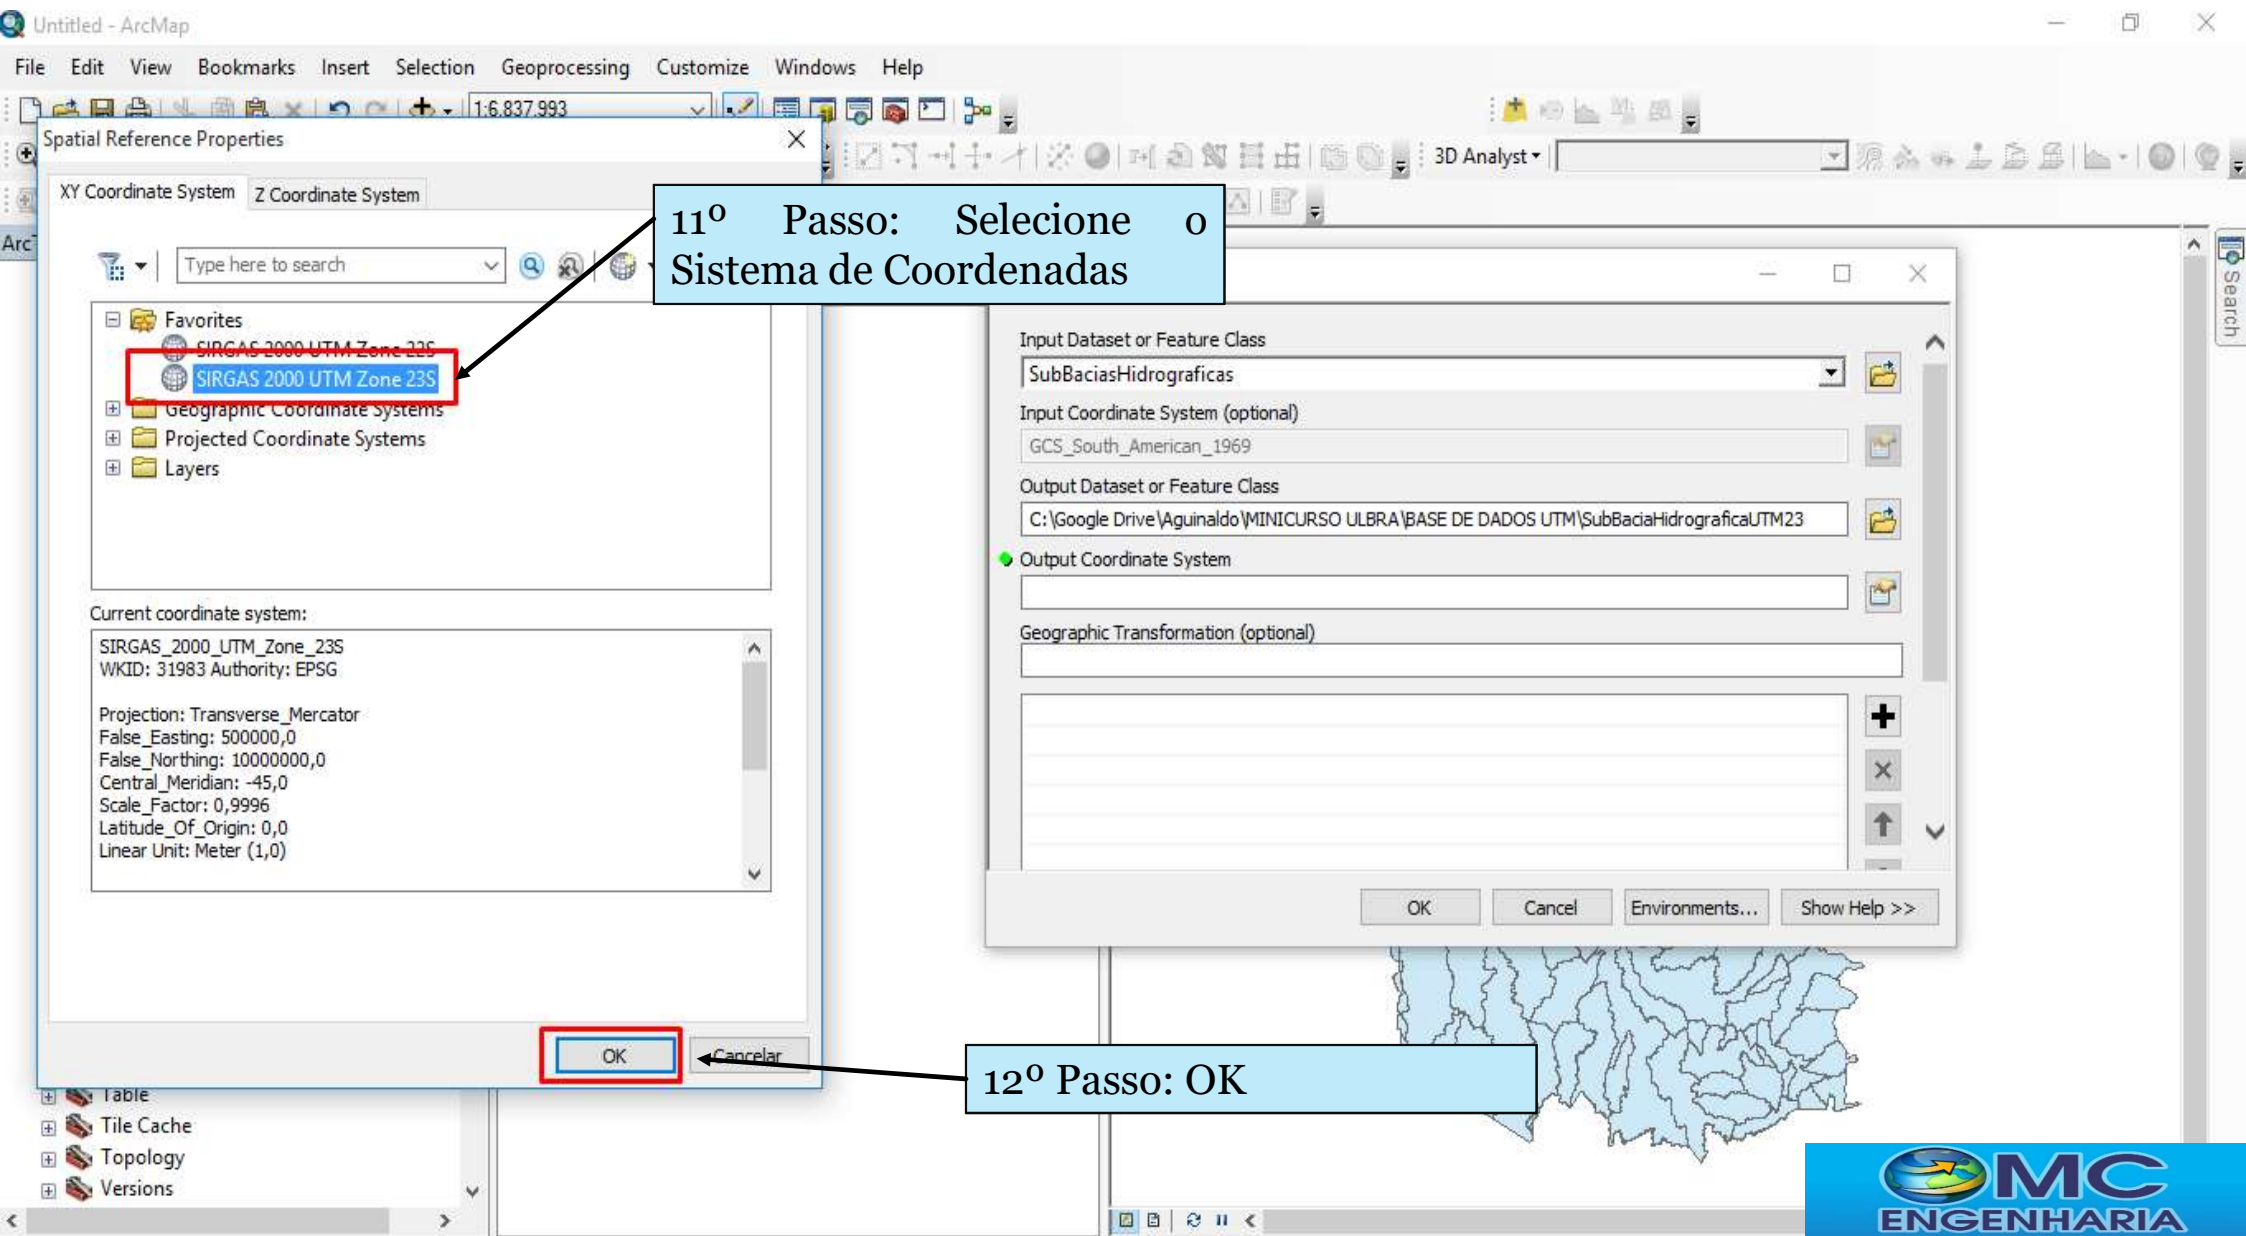 Untitled - ArcMap
File Edit View Bookmarks Insert Selection Geoprocessing Customize Windows Help
1:6.837.993
Spatial Reference Properties
3D Analyst
XY Coordinate System Z Coordinate System
11º Passo: Selecione o
Sistema de Coordenadas
Type here to search
Search
Favorites
SIRGAS 2000 UTM Zone 22S
SIRGAS 2000 UTM Zone 23S
Geographic Coordinate Systems
Projected Coordinate Systems
Layers
Current coordinate system:
SIRGAS_2000_UTM_Zone_23S
WKID: 31983 Authority: EPSG
Projection: Transverse_Mercator
False_Easting: 500000,0
False_Northing: 10000000,0
Central_Meridian: -45,0
Scale_Factor: 0,9996
Latitude_Of_Origin: 0,0
Linear Unit: Meter (1,0)
OK Cancelar
Input Dataset or Feature Class
SubBaciasHidrograficas
Input Coordinate System (optional)
GCS_South_American_1969
Output Dataset or Feature Class
C:\Google Drive\Aguinaldo\MINICURSO ULBRA\BASE DE DADOS UTM\SubBaciaHidrograficaUTM23
Output Coordinate System
Geographic Transformation (optional)
OK Cancel Environments... Show Help >>
12º Passo: OK
Table
Tile Cache
Topology
Versions
MC
ENGENHARIA